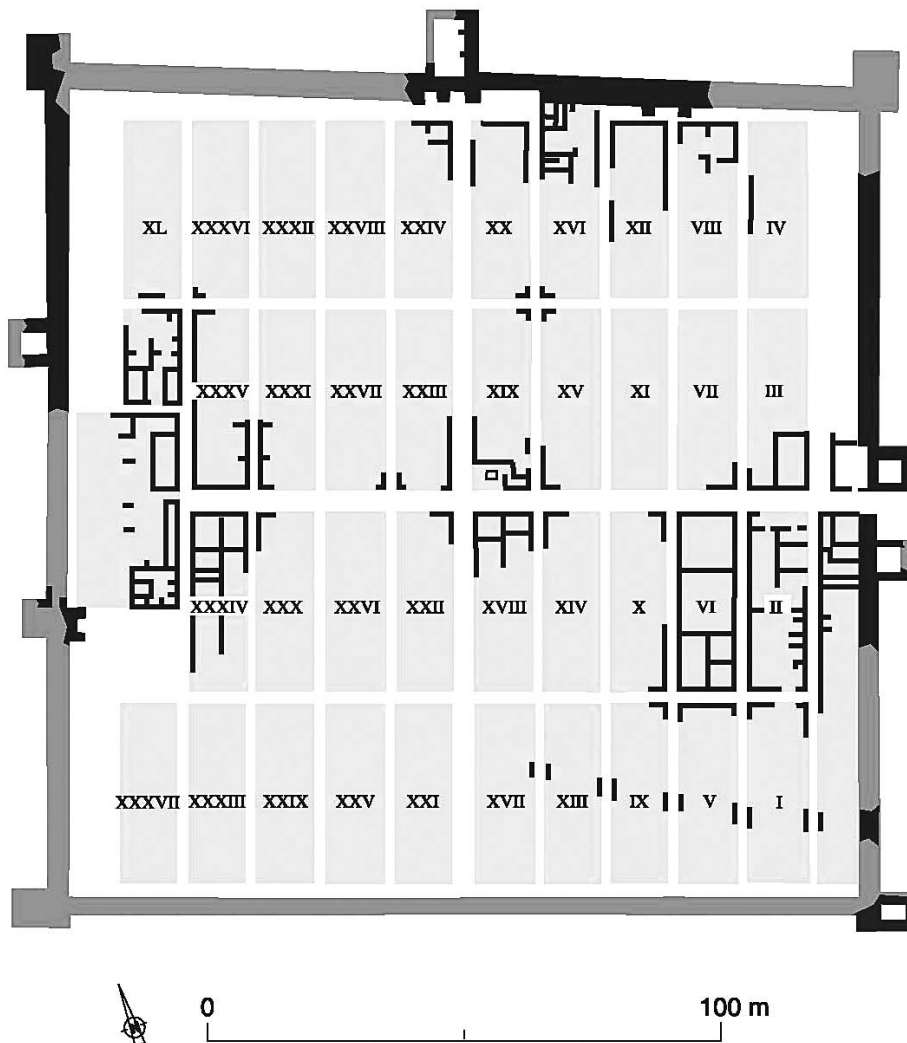 XL XXXVI XXXII XXVIII XXIV XX XVI XII VIII IV
XXXV XXXI XXVII XXIII XIX XV XI VII III
XXXIV XXX XXVI XXII XVIII XIV X VI II
XXXVII XXXIII XXIX XXV XXI XVII XIII IX V I
N
0 100 m